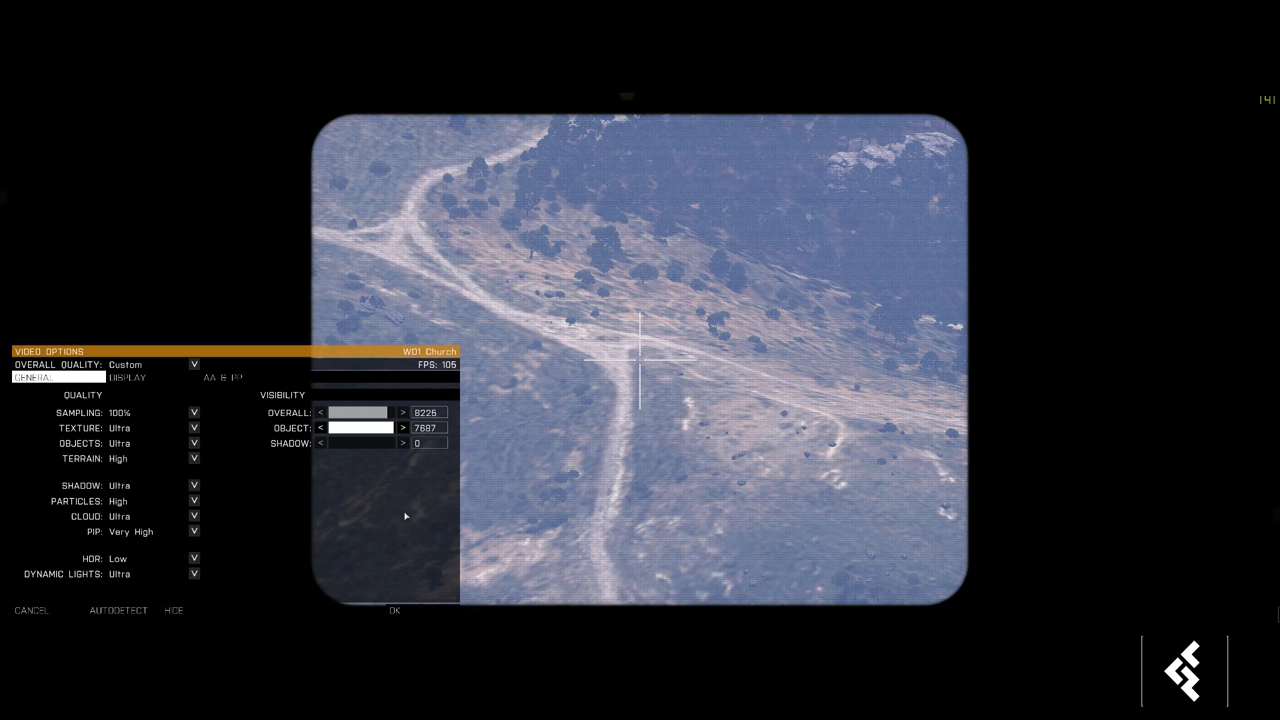 141
VIDEO OPTIONS W01 Church
OVERALL QUALITY: Custom V FPS: 105
GENERAL DISPLAY AA & PP
QUALITY VISIBILITY
SAMPLING: 100% V OVERALL: < > 8225
TEXTURE: Ultra V OBJECT: < > 7687
OBJECTS: Ultra V SHADOW: < > 0
TERRAIN: High V
SHADOW: Ultra V
PARTICLES: High V
CLOUD: Ultra V
PIP: Very High V
HDR: Low V
DYNAMIC LIGHTS: Ultra V
CANCEL AUTODETECT HIDE OK